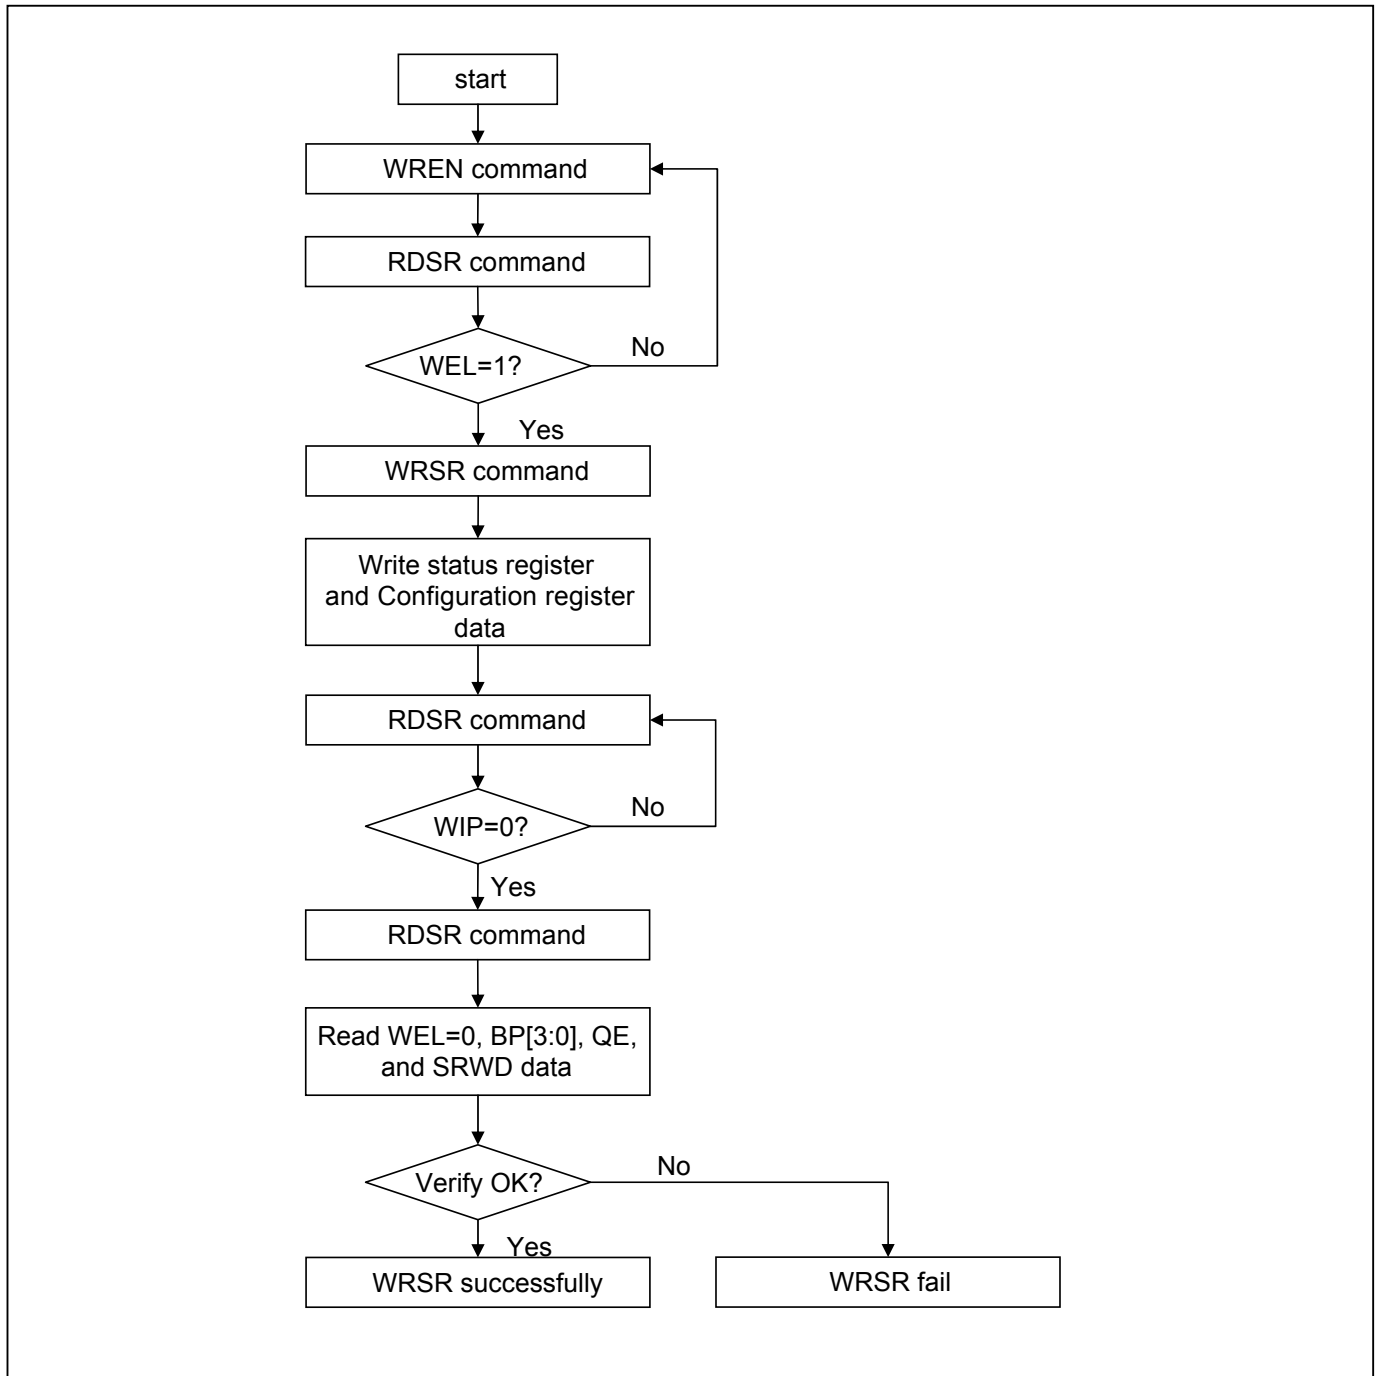 start
WREN command
RDSR command
WEL=1?
No
Yes
WRSR command
Write status register
and Configuration register
data
RDSR command
WIP=0?
No
Yes
RDSR command
Read WEL=0, BP[3:0], QE,
and SRWD data
Verify OK?
No
Yes
WRSR successfully
WRSR fail